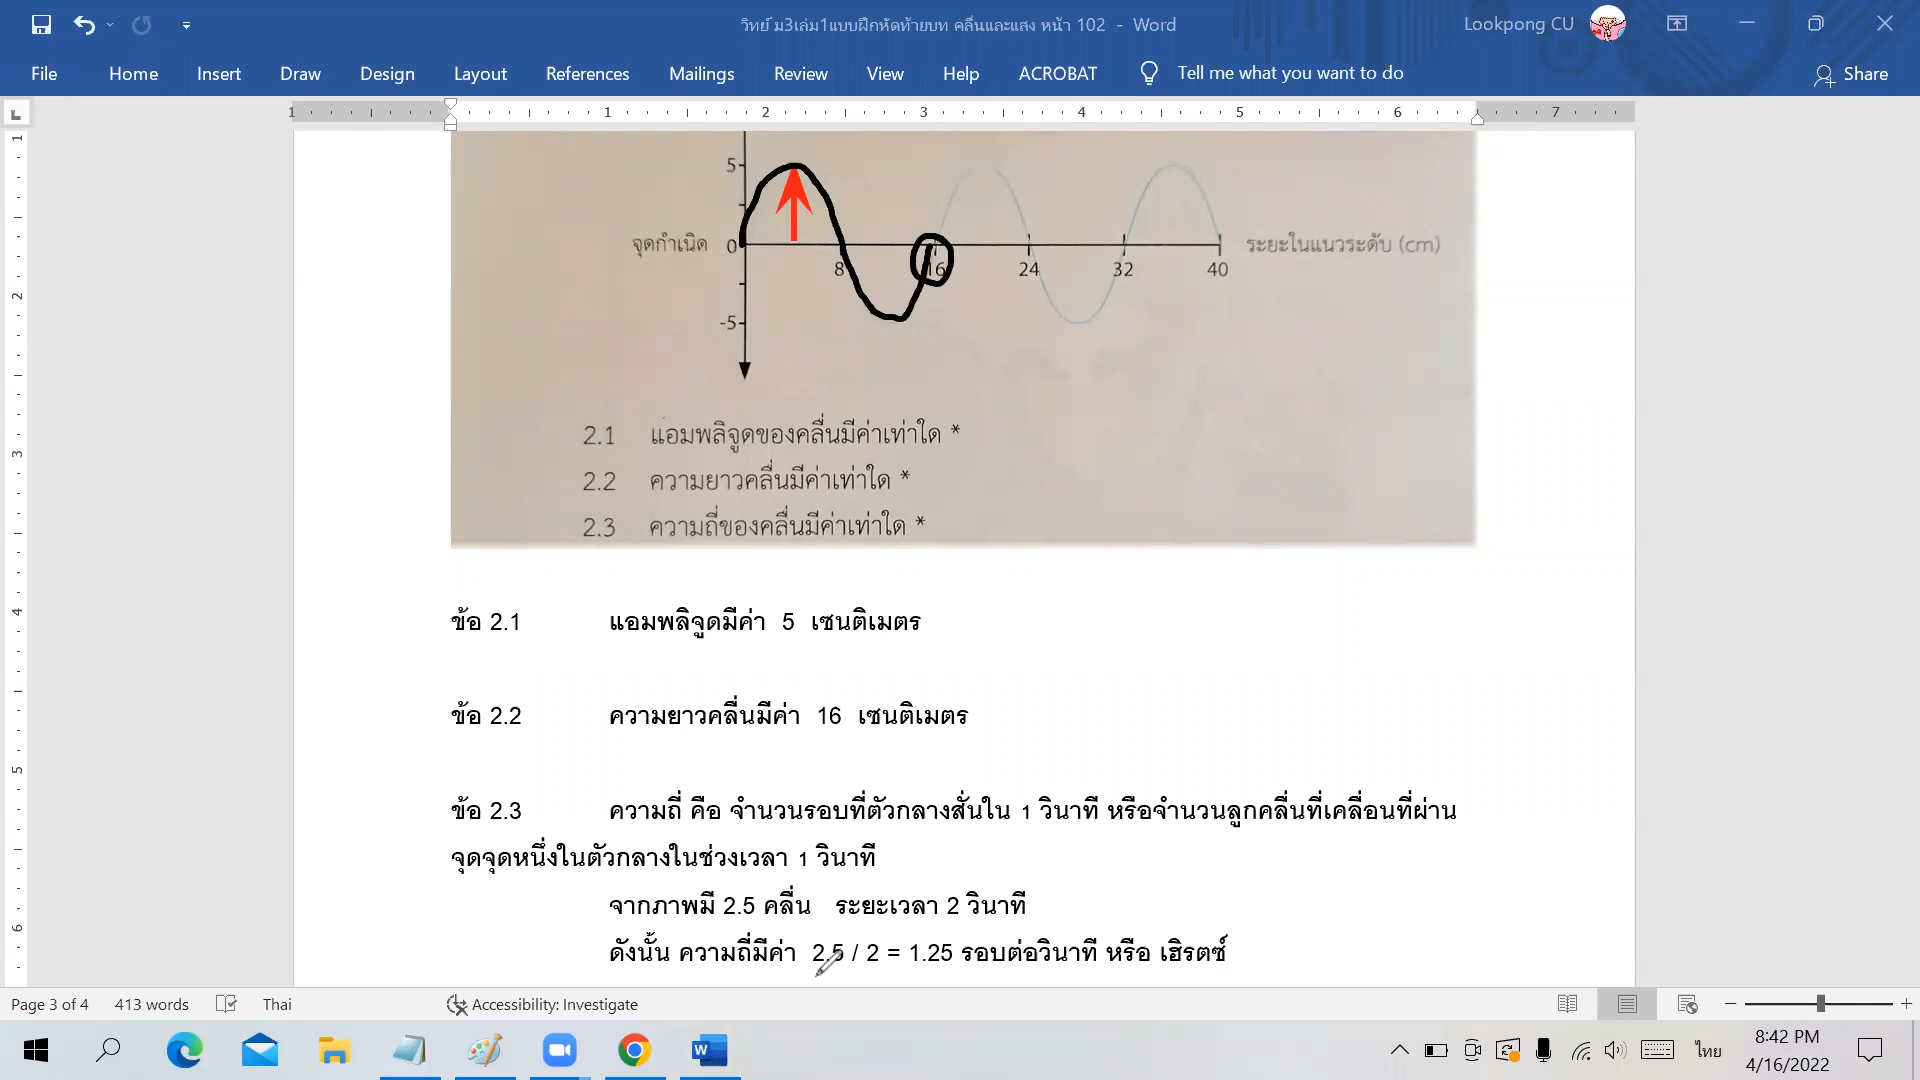 วิทย์ ม3เล่ม1แบบฝึกหัดท้ายบท คลื่นและแสง หน้า 102 - Word
Lookpong CU
File Home Insert Draw Design Layout References Mailings Review View Help ACROBAT Tell me what you want to do Share
1 1 2 3 4 5 6 7
5
จุดกำเนิด 0 ระยะในแนวระดับ (cm)
8 16 24 32 40
-5
2.1 แอมพลิจูดของคลื่นมีค่าเท่าใด *
2.2 ความยาวคลื่นมีค่าเท่าใด *
2.3 ความถี่ของคลื่นมีค่าเท่าใด *
ข้อ 2.1 แอมพลิจูดมีค่า 5 เซนติเมตร
ข้อ 2.2 ความยาวคลื่นมีค่า 16 เซนติเมตร
ข้อ 2.3 ความถี่ คือ จำนวนรอบที่ตัวกลางสั่นใน 1 วินาที หรือจำนวนลูกคลื่นที่เคลื่อนที่ผ่าน
จุดจุดหนึ่งในตัวกลางในช่วงเวลา 1 วินาที
จากภาพมี 2.5 คลื่น ระยะเวลา 2 วินาที
ดังนั้น ความถี่มีค่า 2.5 / 2 = 1.25 รอบต่อวินาที หรือ เฮิรตซ์
1
2
3
4
5
6
Page 3 of 4 413 words Thai Accessibility: Investigate
ไทย
8:42 PM
4/16/2022